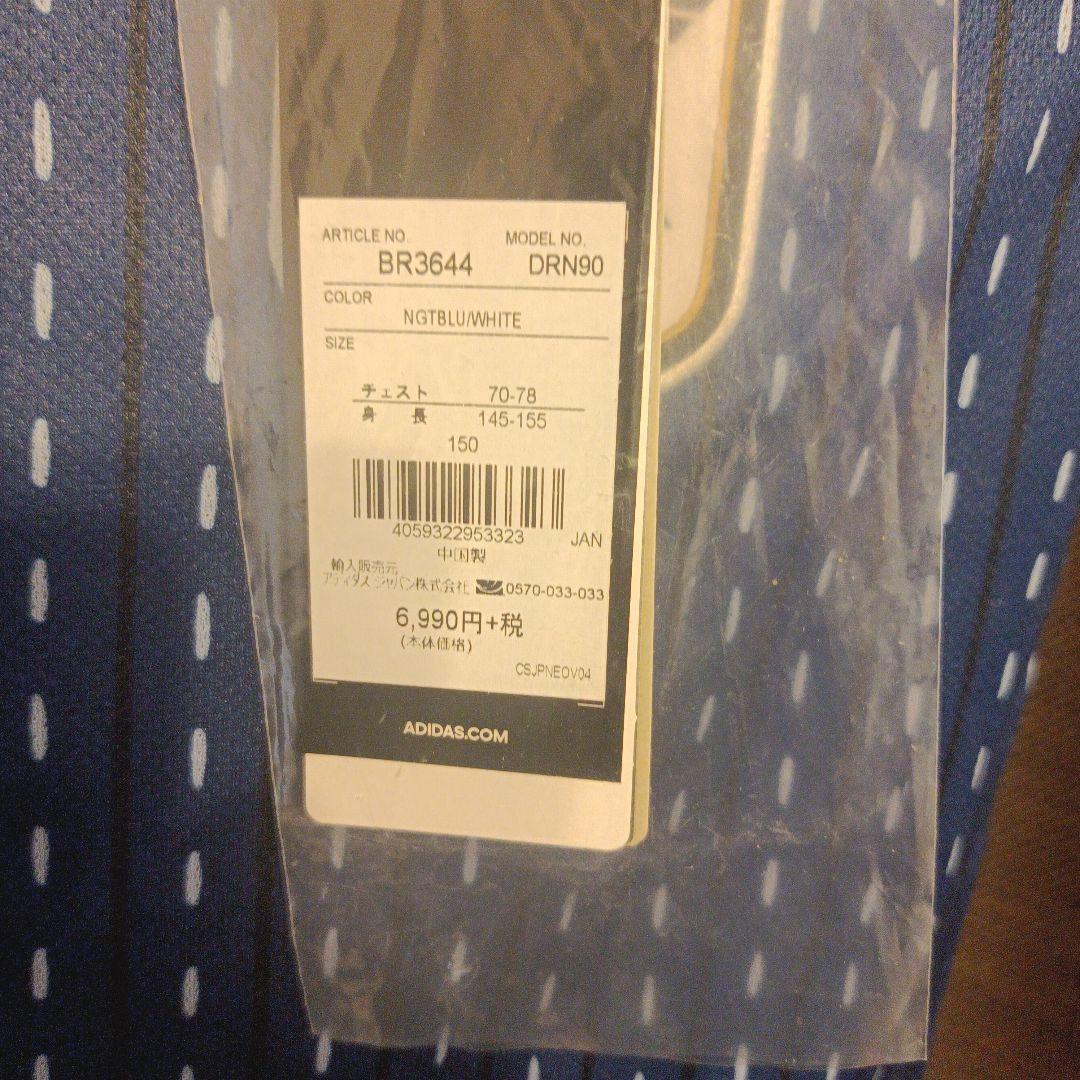 ARTICLE NO. MODEL NO.
BR3644 DRN90
COLOR
NGTBLU/WHITE
SIZE
チェスト 70-78
身 長 145-155
150
4059322953323 JAN
中国製
輸入販売元
アディダスジャパン株式会社 0570-033-033
6,990円+税
(本体価格)
CSJPNEOV04
ADIDAS.COM